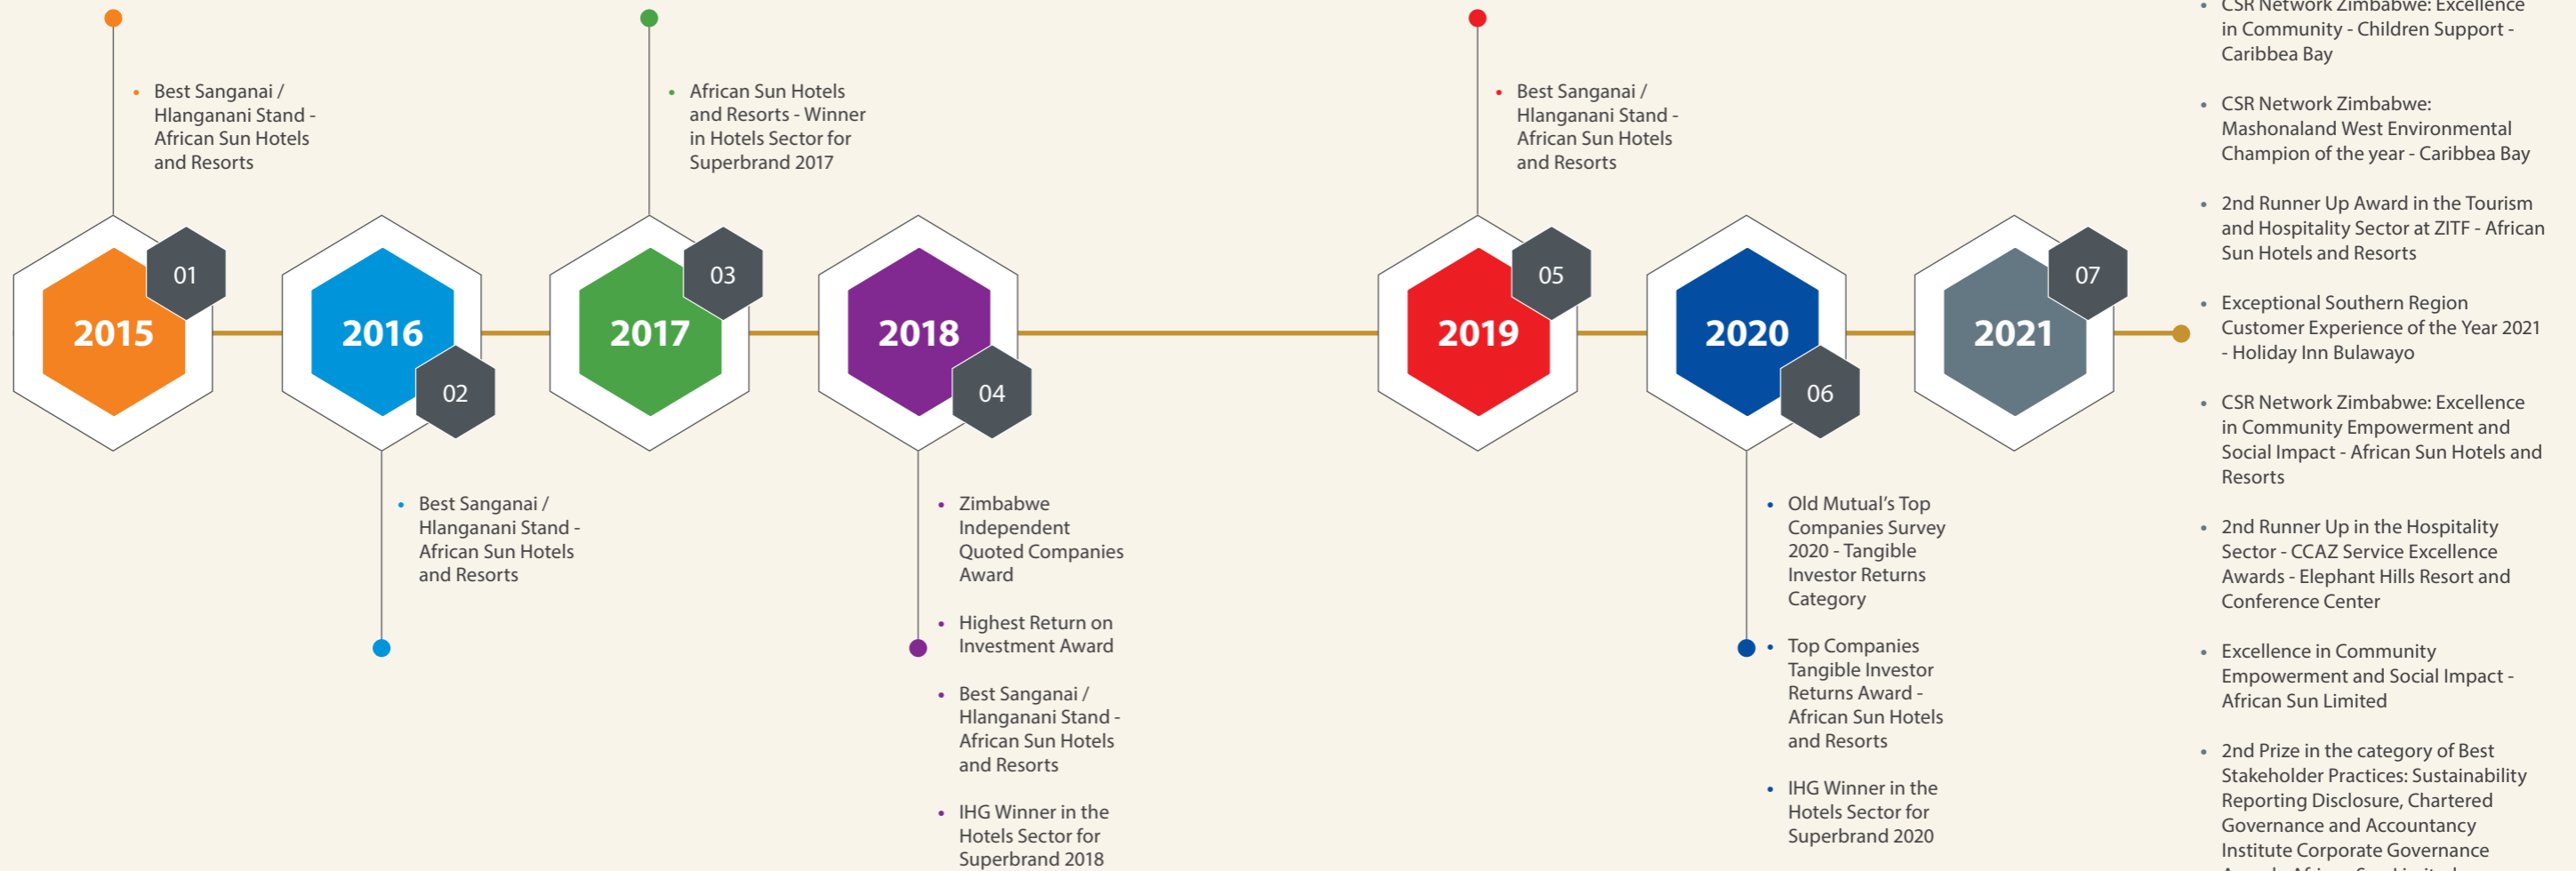 Best Sanganai /
Hlanganani Stand -
African Sun Hotels
and Resorts
2015
01
2016
02
Best Sanganai /
Hlanganani Stand -
African Sun Hotels
and Resorts
African Sun Hotels
and Resorts - Winner
in Hotels Sector for
Superbrand 2017
2017
03
2018
04
Zimbabwe
Independent
Quoted Companies
Award
Highest Return on
Investment Award
Best Sanganai /
Hlanganani Stand -
African Sun Hotels
and Resorts
IHG Winner in the
Hotels Sector for
Superbrand 2018
Best Sanganai /
Hlanganani Stand -
African Sun Hotels
and Resorts
2019
05
2020
06
Old Mutual’s Top
Companies Survey
2020 - Tangible
Investor Returns
Category
Top Companies
Tangible Investor
Returns Award -
African Sun Hotels
and Resorts
IHG Winner in the
Hotels Sector for
Superbrand 2020
2021
07
CSR Network Zimbabwe: Excellence
in Community - Children Support -
Caribbea Bay
CSR Network Zimbabwe:
Mashonaland West Environmental
Champion of the year - Caribbea Bay
2nd Runner Up Award in the Tourism
and Hospitality Sector at ZITF - African
Sun Hotels and Resorts
Exceptional Southern Region
Customer Experience of the Year 2021
- Holiday Inn Bulawayo
CSR Network Zimbabwe: Excellence
in Community Empowerment and
Social Impact - African Sun Hotels and
Resorts
2nd Runner Up in the Hospitality
Sector - CCAZ Service Excellence
Awards - Elephant Hills Resort and
Conference Center
Excellence in Community
Empowerment and Social Impact -
African Sun Limited
2nd Prize in the category of Best
Stakeholder Practices: Sustainability
Reporting Disclosure, Chartered
Governance and Accountancy
Institute Corporate Governance